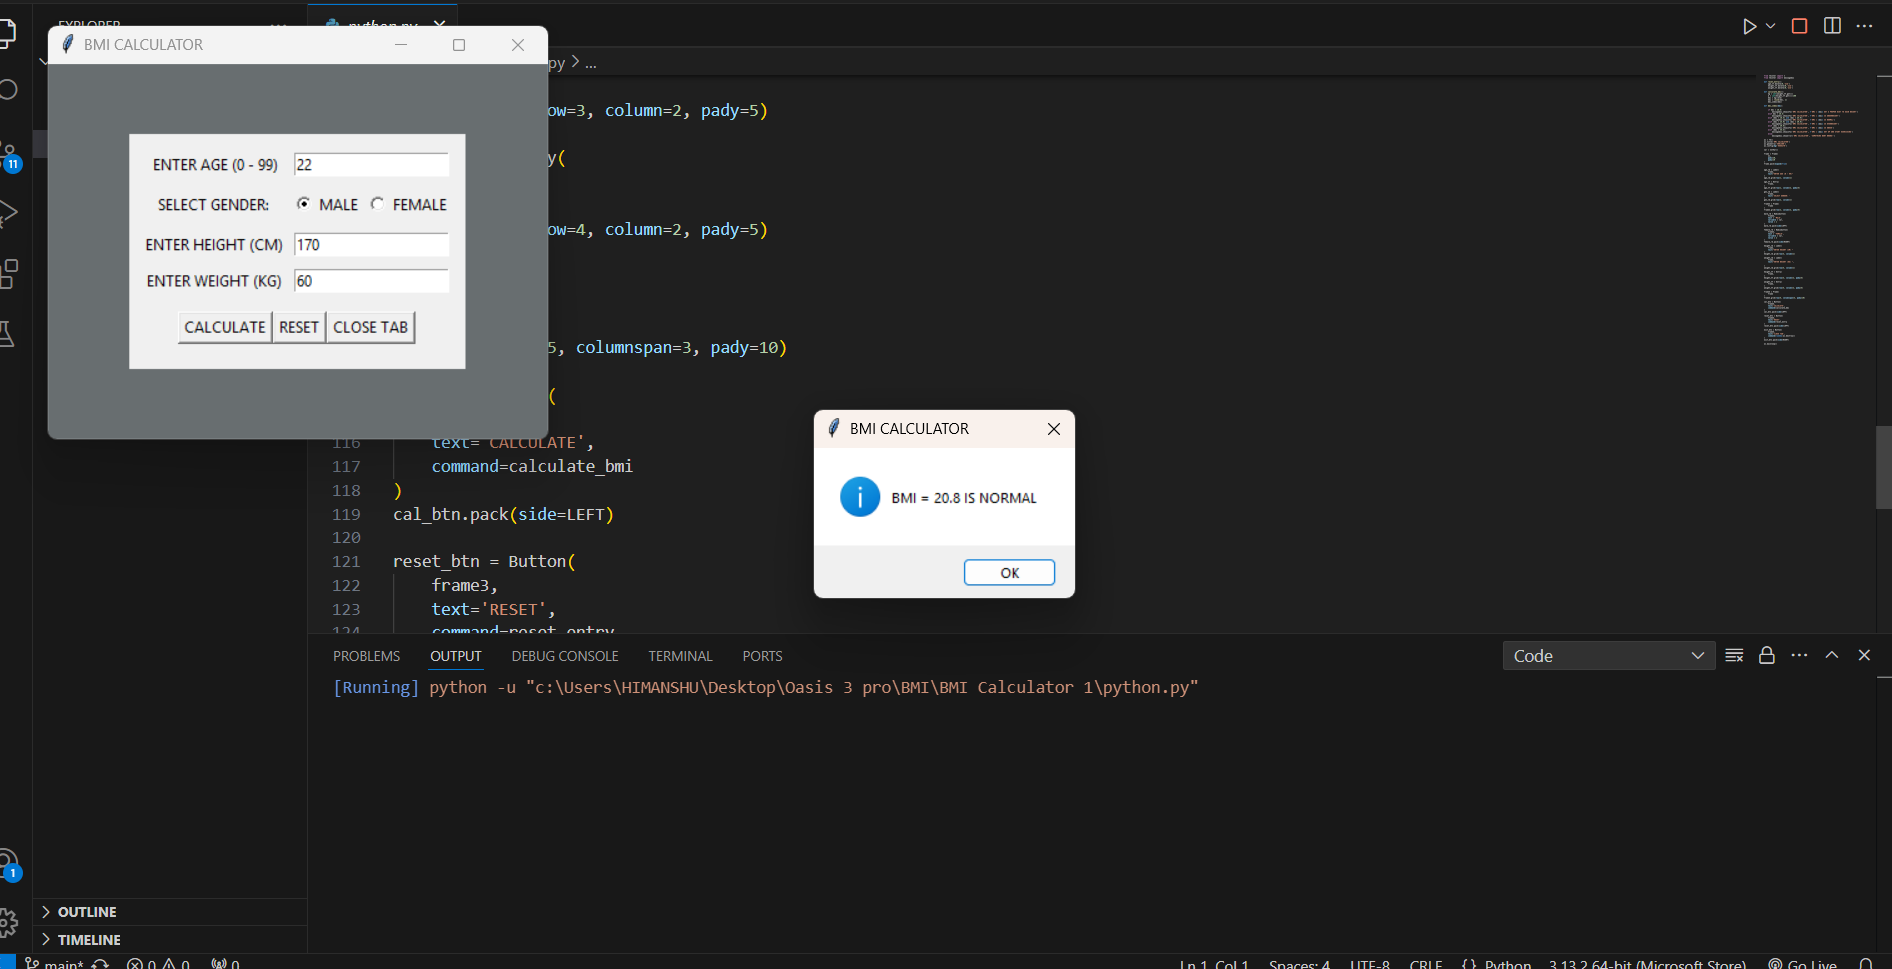 EXPLORER
python.py
BMI CALCULATOR
py > ...
ow=3, column=2, pady=5)
y(
ow=4, column=2, pady=5)
5, columnspan=3, pady=10)
(
ENTER AGE (0 - 99) 22
SELECT GENDER: MALE FEMALE
ENTER HEIGHT (CM) 170
ENTER WEIGHT (KG) 60
CALCULATE RESET CLOSE TAB
11
116 text='CALCULATE',
117 command=calculate_bmi
118 )
119 cal_btn.pack(side=LEFT)
120
121 reset_btn = Button(
122 frame3,
123 text='RESET',
124 command=reset_entry
BMI CALCULATOR
BMI = 20.8 IS NORMAL
OK
PROBLEMS OUTPUT DEBUG CONSOLE TERMINAL PORTS
Code
[Running] python -u "c:\Users\HIMANSHU\Desktop\Oasis 3 pro\BMI\BMI Calculator 1\python.py"
1
OUTLINE
TIMELINE
main* 0 0 0
Ln 1, Col 1 Spaces: 4 UTF-8 CRLF {} Python 3.13.2 64-bit (Microsoft Store) Go Live